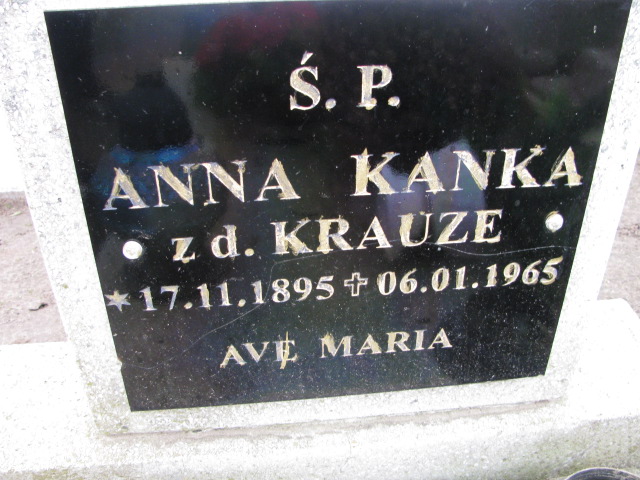 Ś. P.
ANNA KANKA
z d. KRAUZE
* 17.11.1895 ✝ 06.01.1965
AVE MARIA